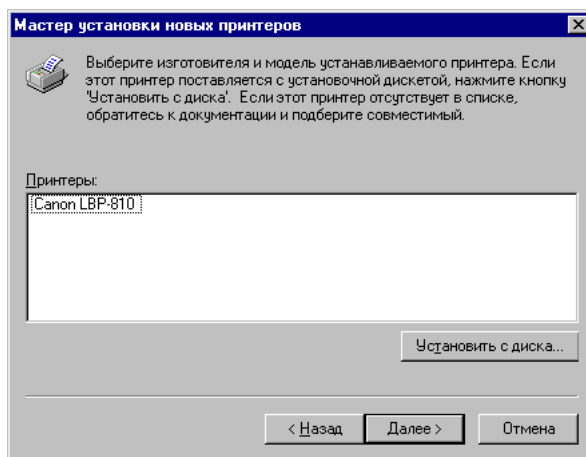 Мастер установки новых принтеров
Выберите изготовителя и модель устанавливаемого принтера. Если
этот принтер поставляется с установочной дискетой, нажмите кнопку
'Установить с диска'. Если этот принтер отсутствует в списке,
обратитесь к документации и подберите совместимый.
Принтеры:
Canon LBP-810
Установить с диска...
< Назад
Далее >
Отмена